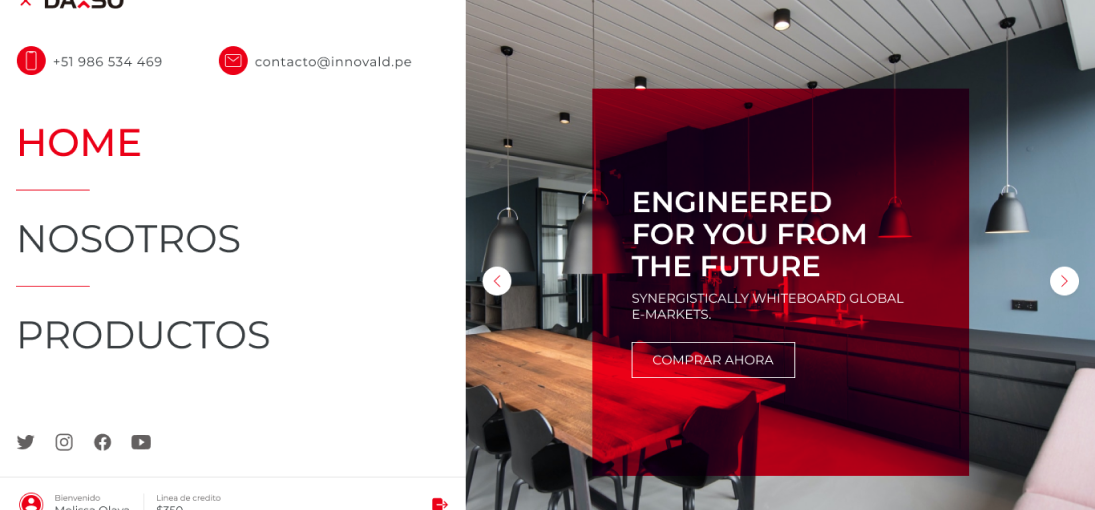 DAXSO
+51 986 534 469
contacto@innovald.pe
HOME
NOSOTROS
PRODUCTOS
Bienvenido
Melissa Olaya
Linea de credito
$350
ENGINEERED
FOR YOU FROM
THE FUTURE
SYNERGISTICALLY WHITEBOARD GLOBAL
E-MARKETS.
COMPRAR AHORA